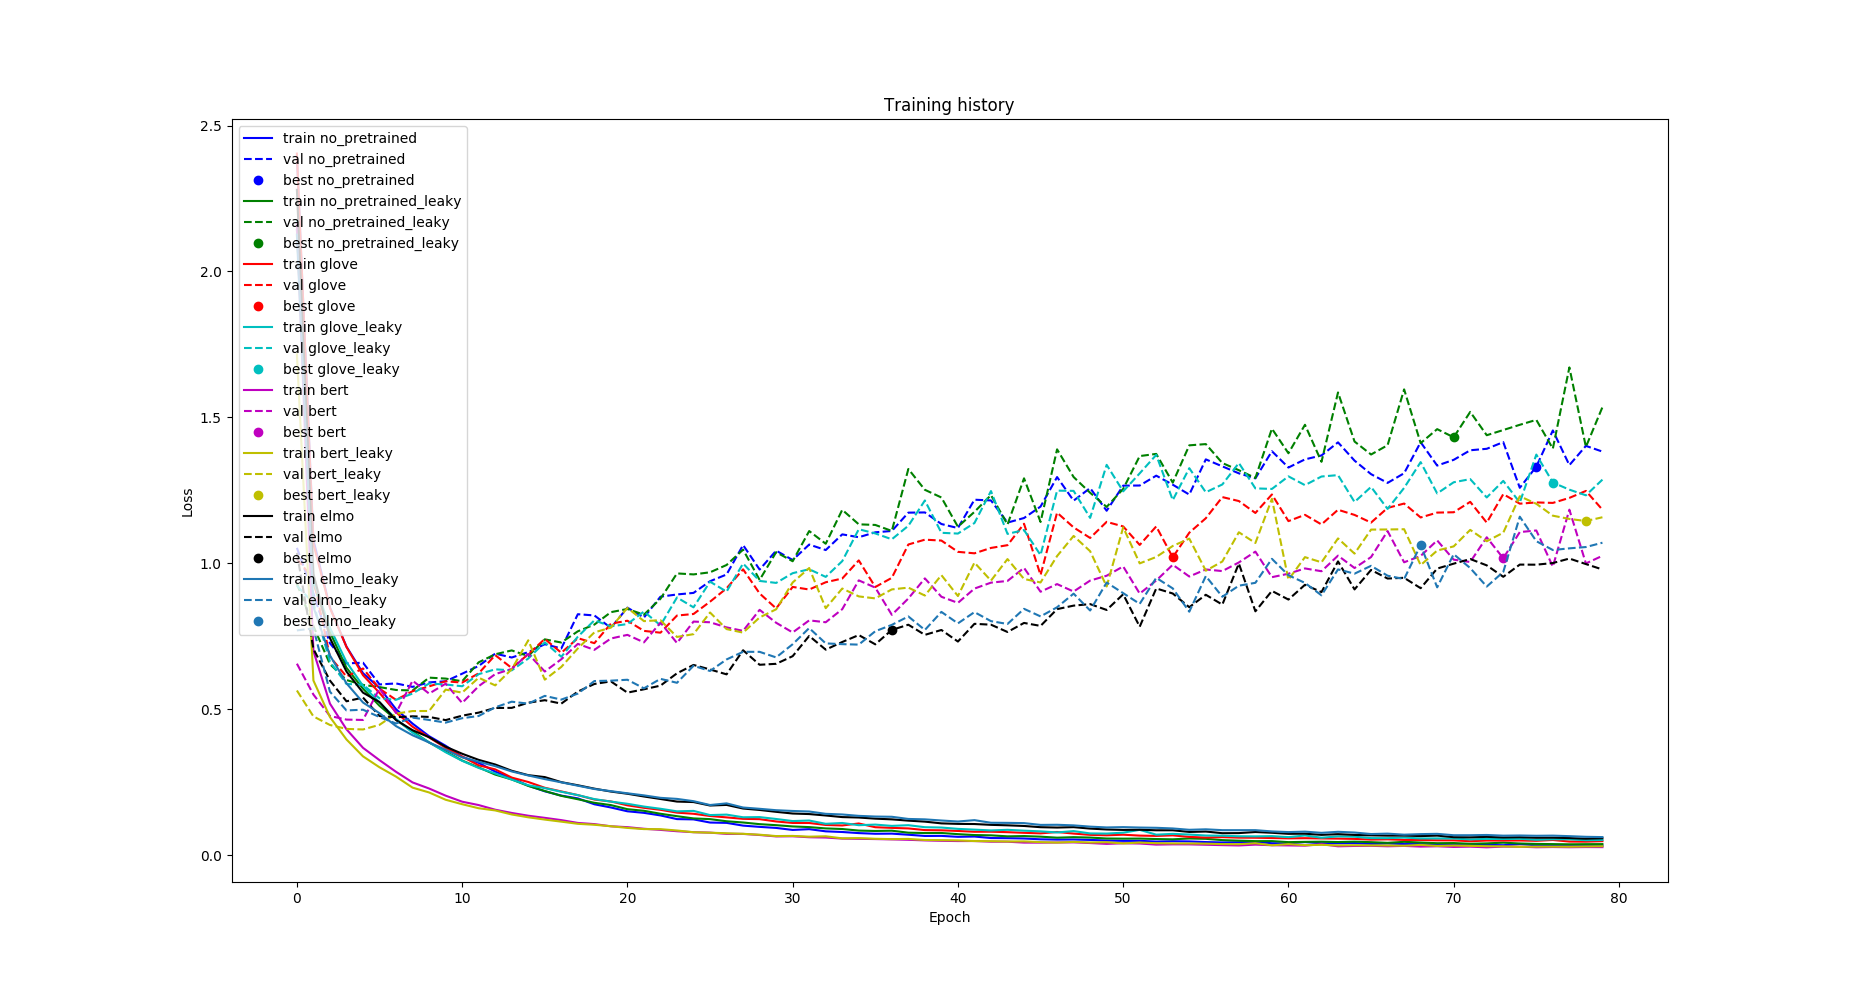 Training history
2.5
2.0
1.5
1.0
0.5
0.0
Loss
train no_pretrained
val no_pretrained
best no_pretrained
train no_pretrained_leaky
val no_pretrained_leaky
best no_pretrained_leaky
train glove
val glove
best glove
train glove_leaky
val glove_leaky
best glove_leaky
train bert
val bert
best bert
train bert_leaky
val bert_leaky
best bert_leaky
train elmo
val elmo
best elmo
train elmo_leaky
val elmo_leaky
best elmo_leaky
0 10 20 30 40 50 60 70 80
Epoch